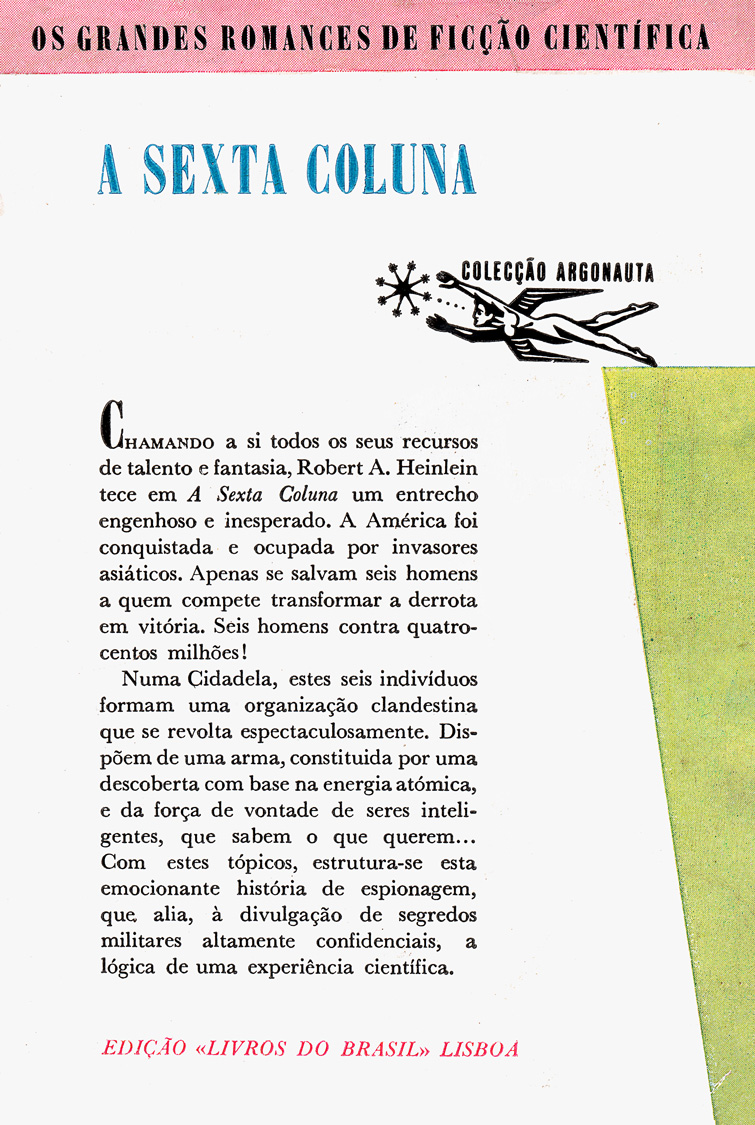 OS GRANDES ROMANCES DE FICÇÃO CIENTÍFICA
A SEXTA COLUNA
COLECÇÃO ARGONAUTA
CHAMANDO a si todos os seus recursos
de talento e fantasia, Robert A. Heinlein
tece em A Sexta Coluna um entrecho
engenhoso e inesperado. A América foi
conquistada e ocupada por invasores
asiáticos. Apenas se salvam seis homens
a quem compete transformar a derrota
em vitória. Seis homens contra quatro-
centos milhões!
Numa Cidadela, estes seis indivíduos
formam uma organização clandestina
que se revolta espectaculosamente. Dis-
põem de uma arma, constituida por uma
descoberta com base na energia atómica,
e da força de vontade de seres inteli-
gentes, que sabem o que querem...
Com estes tópicos, estrutura-se esta
emocionante história de espionagem,
que alia, à divulgação de segredos
militares altamente confidenciais, a
lógica de uma experiência científica.
EDIÇÃO «LIVROS DO BRASIL» LISBOA